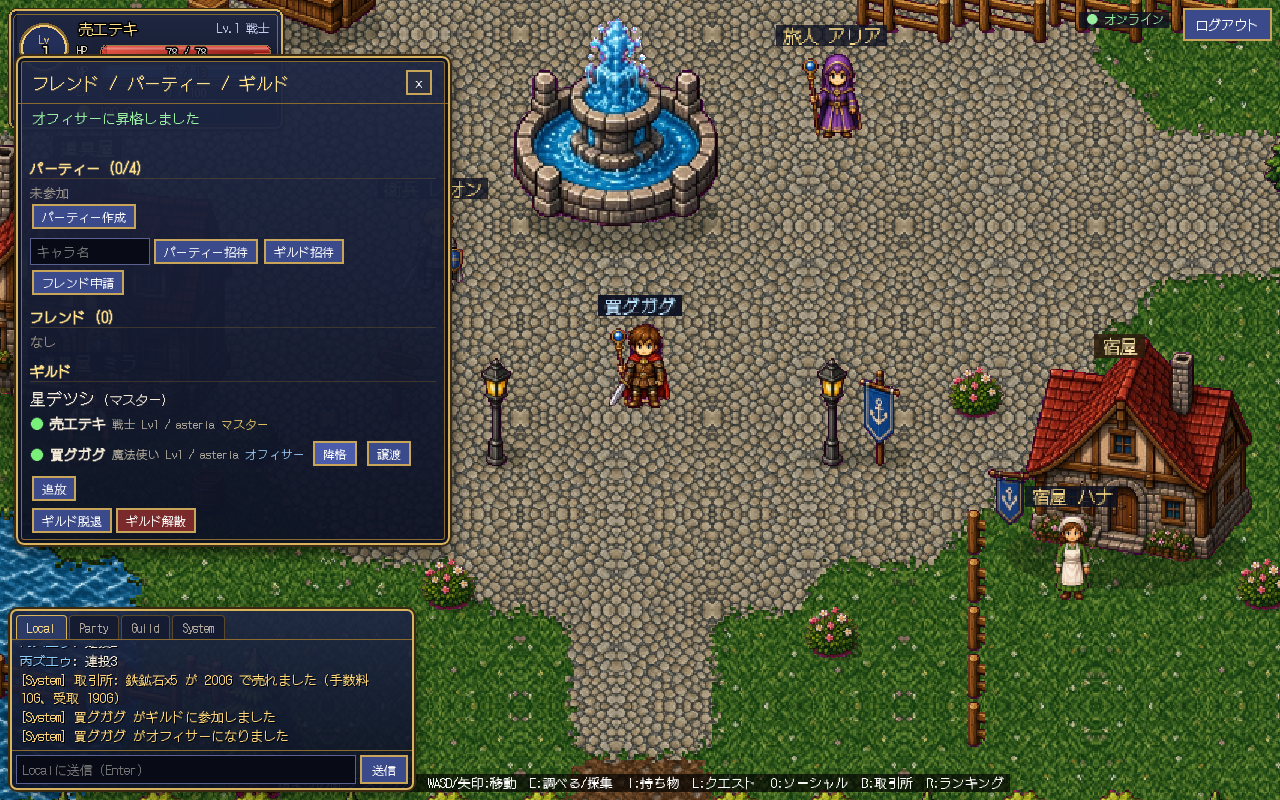 売エテキ Lv.1 戦士
Lv 1
HP 78 / 78
フレンド / パーティー / ギルド x
オフィサーに昇格しました
パーティー (0/4)
未参加
パーティー作成
キャラ名 パーティー招待 ギルド招待
フレンド申請
フレンド (0)
なし
ギルド
星デツシ (マスター)
売エテキ 戦士 Lv1 / asteria マスター
買グガグ 魔法使い Lv1 / asteria オフィサー 降格 譲渡
追放
ギルド脱退 ギルド解散
旅人 アリア
オンライン
ログアウト
オン
買グガグ
宿屋
宿屋 ハナ
Local Party Guild System
丙ズエゥ: 連投3
[System] 取引所: 鉄鉱石x5 が 200G で売れました (手数料
10G、受取 190G)
[System] 買グガグ がギルドに参加しました
[System] 買グガグ がオフィサーになりました
Localに送信 (Enter) 送信
WASD/矢印:移動 E:調べる/採集 I:持ち物 L:クエスト O:ソーシャル B:取引所 R:ランキング